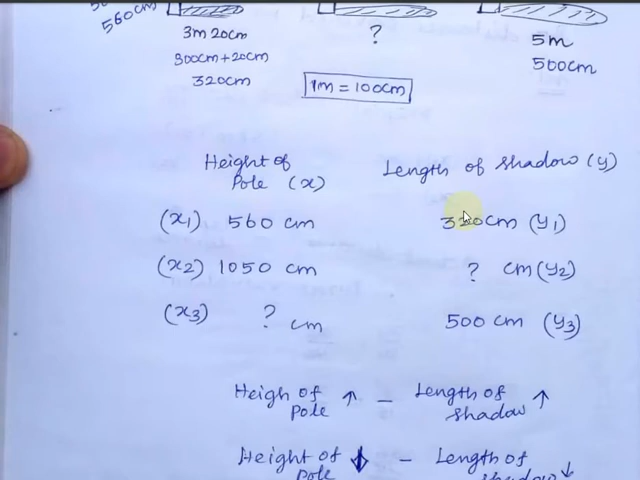 560cm
3m 20cm
?
5m
300cm+20cm
500cm
320cm
1m = 100cm
Height of Pole (x)
Length of shadow (y)
(x1) 560 cm
320cm (y1)
(x2) 1050 cm
? cm (y2)
(x3) ? cm
500 cm (y3)
Heigh of Pole ↑ – Length of shadow ↑
Height of Pole ↓ – Length of shadow ↓